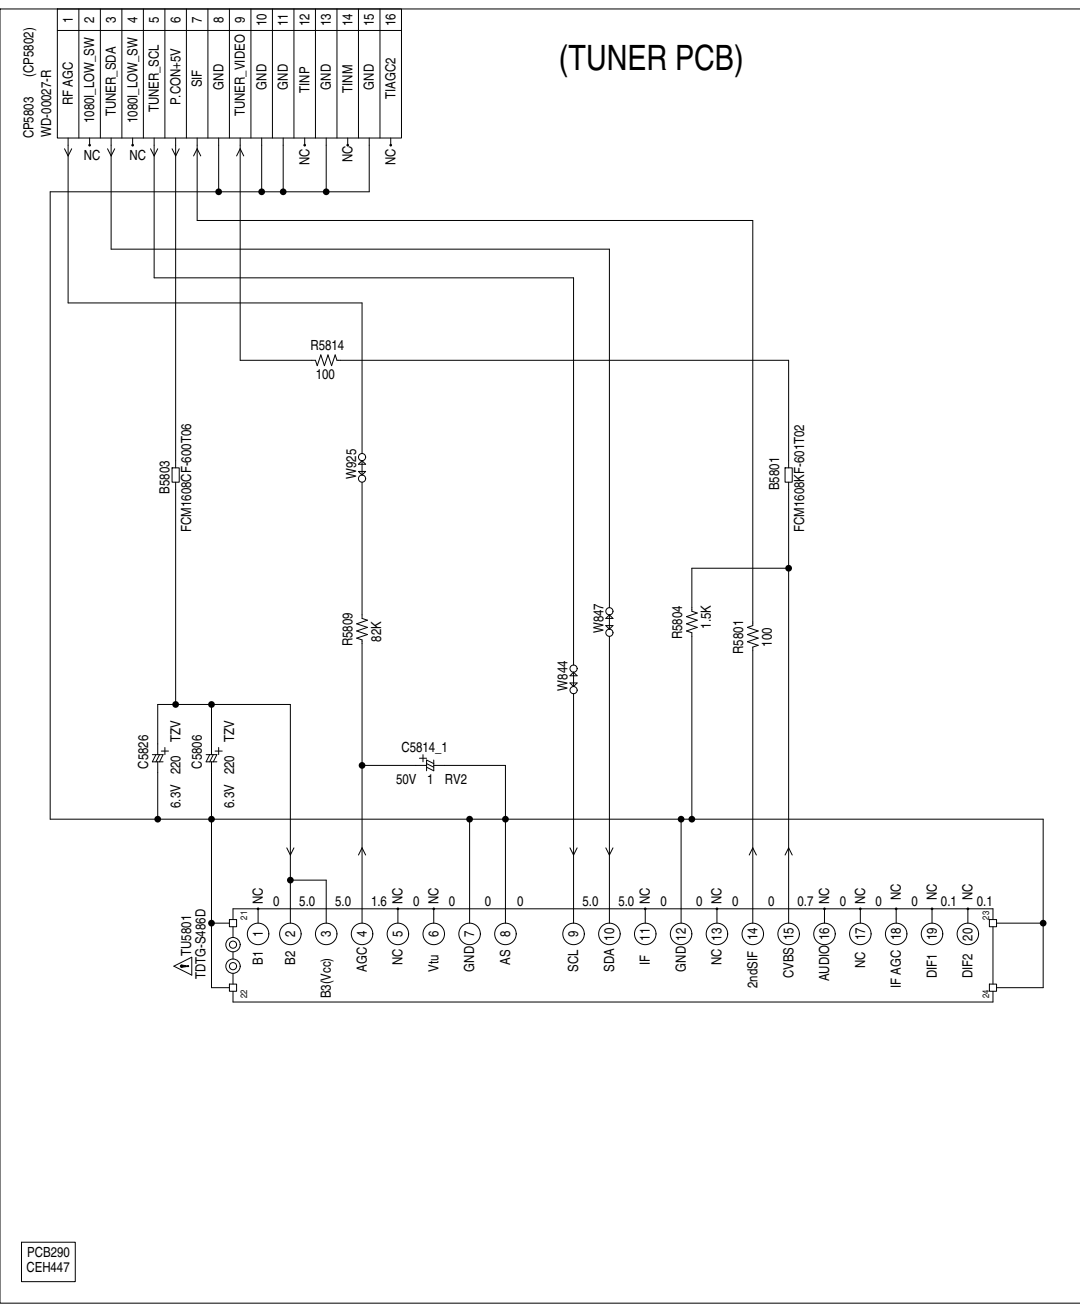 (TUNER PCB)
CP5803 (CP5802)
WD-00027-R
1 RF AGC
2 1080I_LOW_SW
3 TUNER_SDA
4 1080I_LOW_SW
5 TUNER_SCL
6 P.CON+5V
7 SIF
8 GND
9 TUNER_VIDEO
10 GND
11 GND
12 TINP
13 GND
14 TINM
15 GND
16 TIAGC2
NC
NC
NC
NC
NC
R5814
100
B5803
FCM1608CF-600T06
W925
B5801
FCM1608KF-601T02
R5809
82K
W847
R5804
1.5K
R5801
100
W844
C5826
6.3V 220 TZV
C5806
6.3V 220 TZV
C5814_1
50V 1 RV2
+
+
+
NC 0 5.0 5.0 1.6 NC 0 NC 0 0 0 5.0 5.0 NC 0 0 NC 0 0 0.7 NC 0 NC 0 NC 0 NC 0.1 NC 0.1
TU5801
TDTG-S486D
21
22
23
24
1 B1
2 B2
3 B3(Vcc)
4 AGC
5 NC
6 Vtu
7 GND
8 AS
9 SCL
10 SDA
11 IF
12 GND
13 NC
14 2ndSIF
15 CVBS
16 AUDIO
17 NC
18 IF AGC
19 DIF1
20 DIF2
PCB290
CEH447